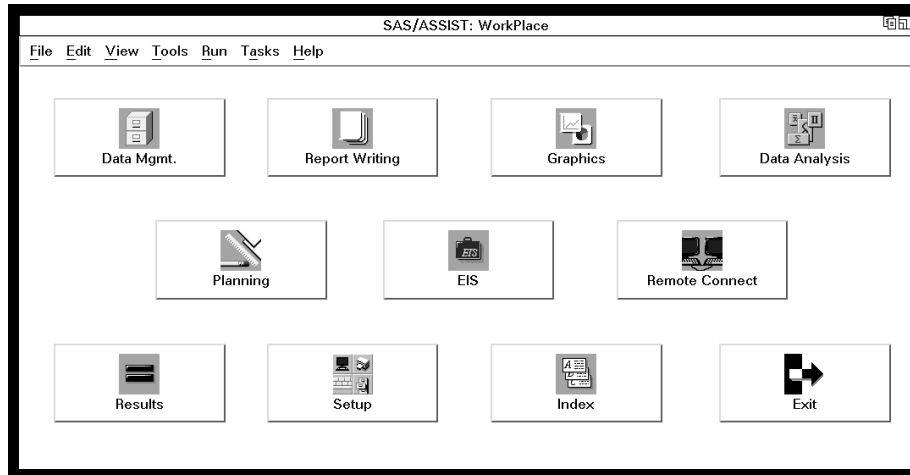 SAS/ASSIST: WorkPlace
File Edit View Tools Run Tasks Help
Data Mgmt. Report Writing Graphics Data Analysis
EIS
Planning EIS Remote Connect
Results Setup Index Exit